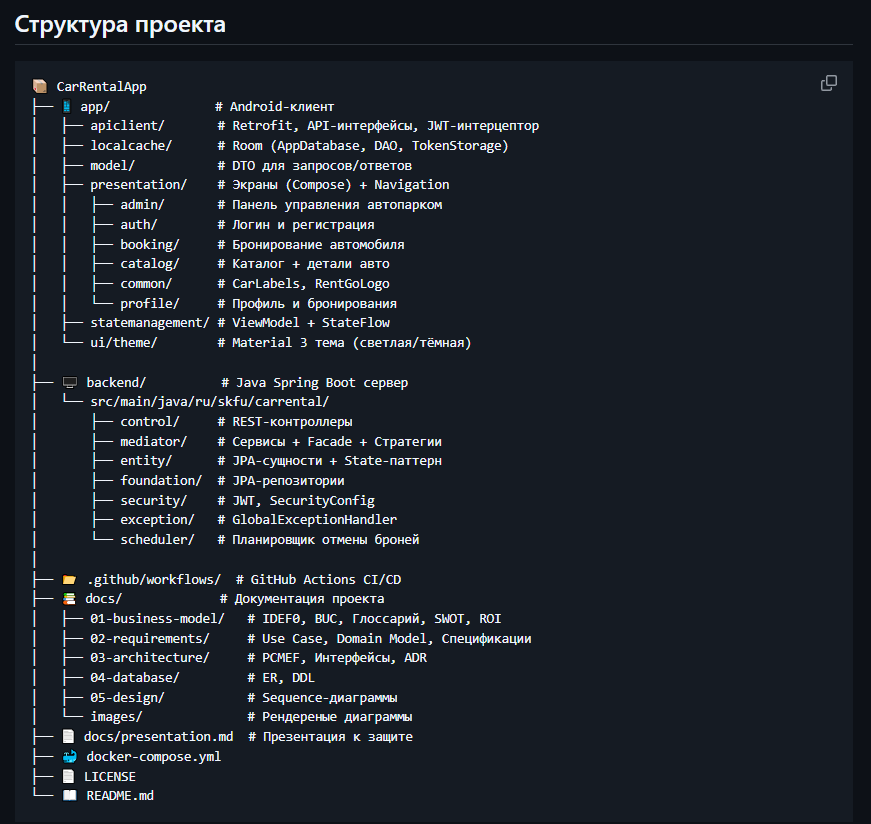 Структура проекта
📦 CarRentalApp
├── 📱 app/              # Android-клиент
│   ├── apiclient/       # Retrofit, API-интерфейсы, JWT-интерцептор
│   ├── localcache/      # Room (AppDatabase, DAO, TokenStorage)
│   ├── model/           # DTO для запросов/ответов
│   ├── presentation/    # Экраны (Compose) + Navigation
│   │   ├── admin/       # Панель управления автопарком
│   │   ├── auth/        # Логин и регистрация
│   │   ├── booking/     # Бронирование автомобиля
│   │   ├── catalog/     # Каталог + детали авто
│   │   ├── common/      # CarLabels, RentGoLogo
│   │   └── profile/     # Профиль и бронирования
│   ├── statemanagement/ # ViewModel + StateFlow
│   └── ui/theme/        # Material 3 тема (светлая/тёмная)
│
├── 🖥️ backend/          # Java Spring Boot сервер
│   └── src/main/java/ru/skfu/carrental/
│       ├── control/     # REST-контроллеры
│       ├── mediator/    # Сервисы + Facade + Стратегии
│       ├── entity/      # JPA-сущности + State-паттерн
│       ├── foundation/  # JPA-репозитории
│       ├── security/    # JWT, SecurityConfig
│       ├── exception/   # GlobalExceptionHandler
│       └── scheduler/   # Планировщик отмены броней
│
├── 📂 .github/workflows/  # GitHub Actions CI/CD
├── 📚 docs/             # Документация проекта
│   ├── 01-business-model/   # IDEF0, BUC, Глоссарий, SWOT, ROI
│   ├── 02-requirements/     # Use Case, Domain Model, Спецификации
│   ├── 03-architecture/     # PCMEF, Интерфейсы, ADR
│   ├── 04-database/         # ER, DDL
│   ├── 05-design/           # Sequence-диаграммы
│   └── images/              # Рендереные диаграммы
├── 📄 docs/presentation.md  # Презентация к защите
├── 🐳 docker-compose.yml
├── 📄 LICENSE
└── 📖 README.md